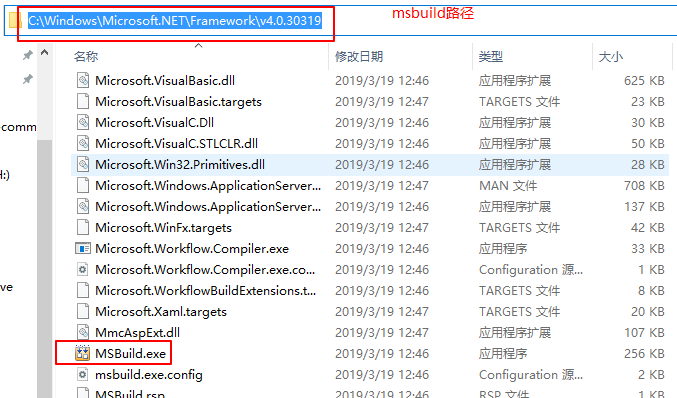 C:\Windows\Microsoft.NET\Framework\v4.0.30319
msbuild路径
名称 修改日期 类型 大小
Microsoft.VisualBasic.dll 2019/3/19 12:46 应用程序扩展 625 KB
Microsoft.VisualBasic.targets 2019/3/19 12:47 TARGETS 文件 23 KB
Microsoft.VisualC.Dll 2019/3/19 12:46 应用程序扩展 30 KB
-comm Microsoft.VisualC.STLCLR.dll 2019/3/19 12:47 应用程序扩展 50 KB
Microsoft.Win32.Primitives.dll 2019/3/19 12:46 应用程序扩展 28 KB
H:) Microsoft.Windows.ApplicationServer... 2019/3/19 12:47 MAN 文件 708 KB
Microsoft.Windows.ApplicationServer... 2019/3/19 12:46 应用程序扩展 137 KB
Microsoft.WinFx.targets 2019/3/19 12:47 TARGETS 文件 42 KB
Microsoft.Workflow.Compiler.exe 2019/3/19 12:46 应用程序 33 KB
Microsoft.Workflow.Compiler.exe.co... 2019/3/19 12:46 Configuration 源... 1 KB
ve Microsoft.WorkflowBuildExtensions.t... 2019/3/19 12:47 TARGETS 文件 8 KB
Microsoft.Xaml.targets 2019/3/19 12:47 TARGETS 文件 20 KB
MmcAspExt.dll 2019/3/19 12:46 应用程序扩展 107 KB
MSBuild.exe 2019/3/19 12:46 应用程序 256 KB
msbuild.exe.config 2019/3/19 12:46 Configuration 源... 1 KB
MSBuild.rsp 2019/3/19 12:46 RSP 文件 1 KB